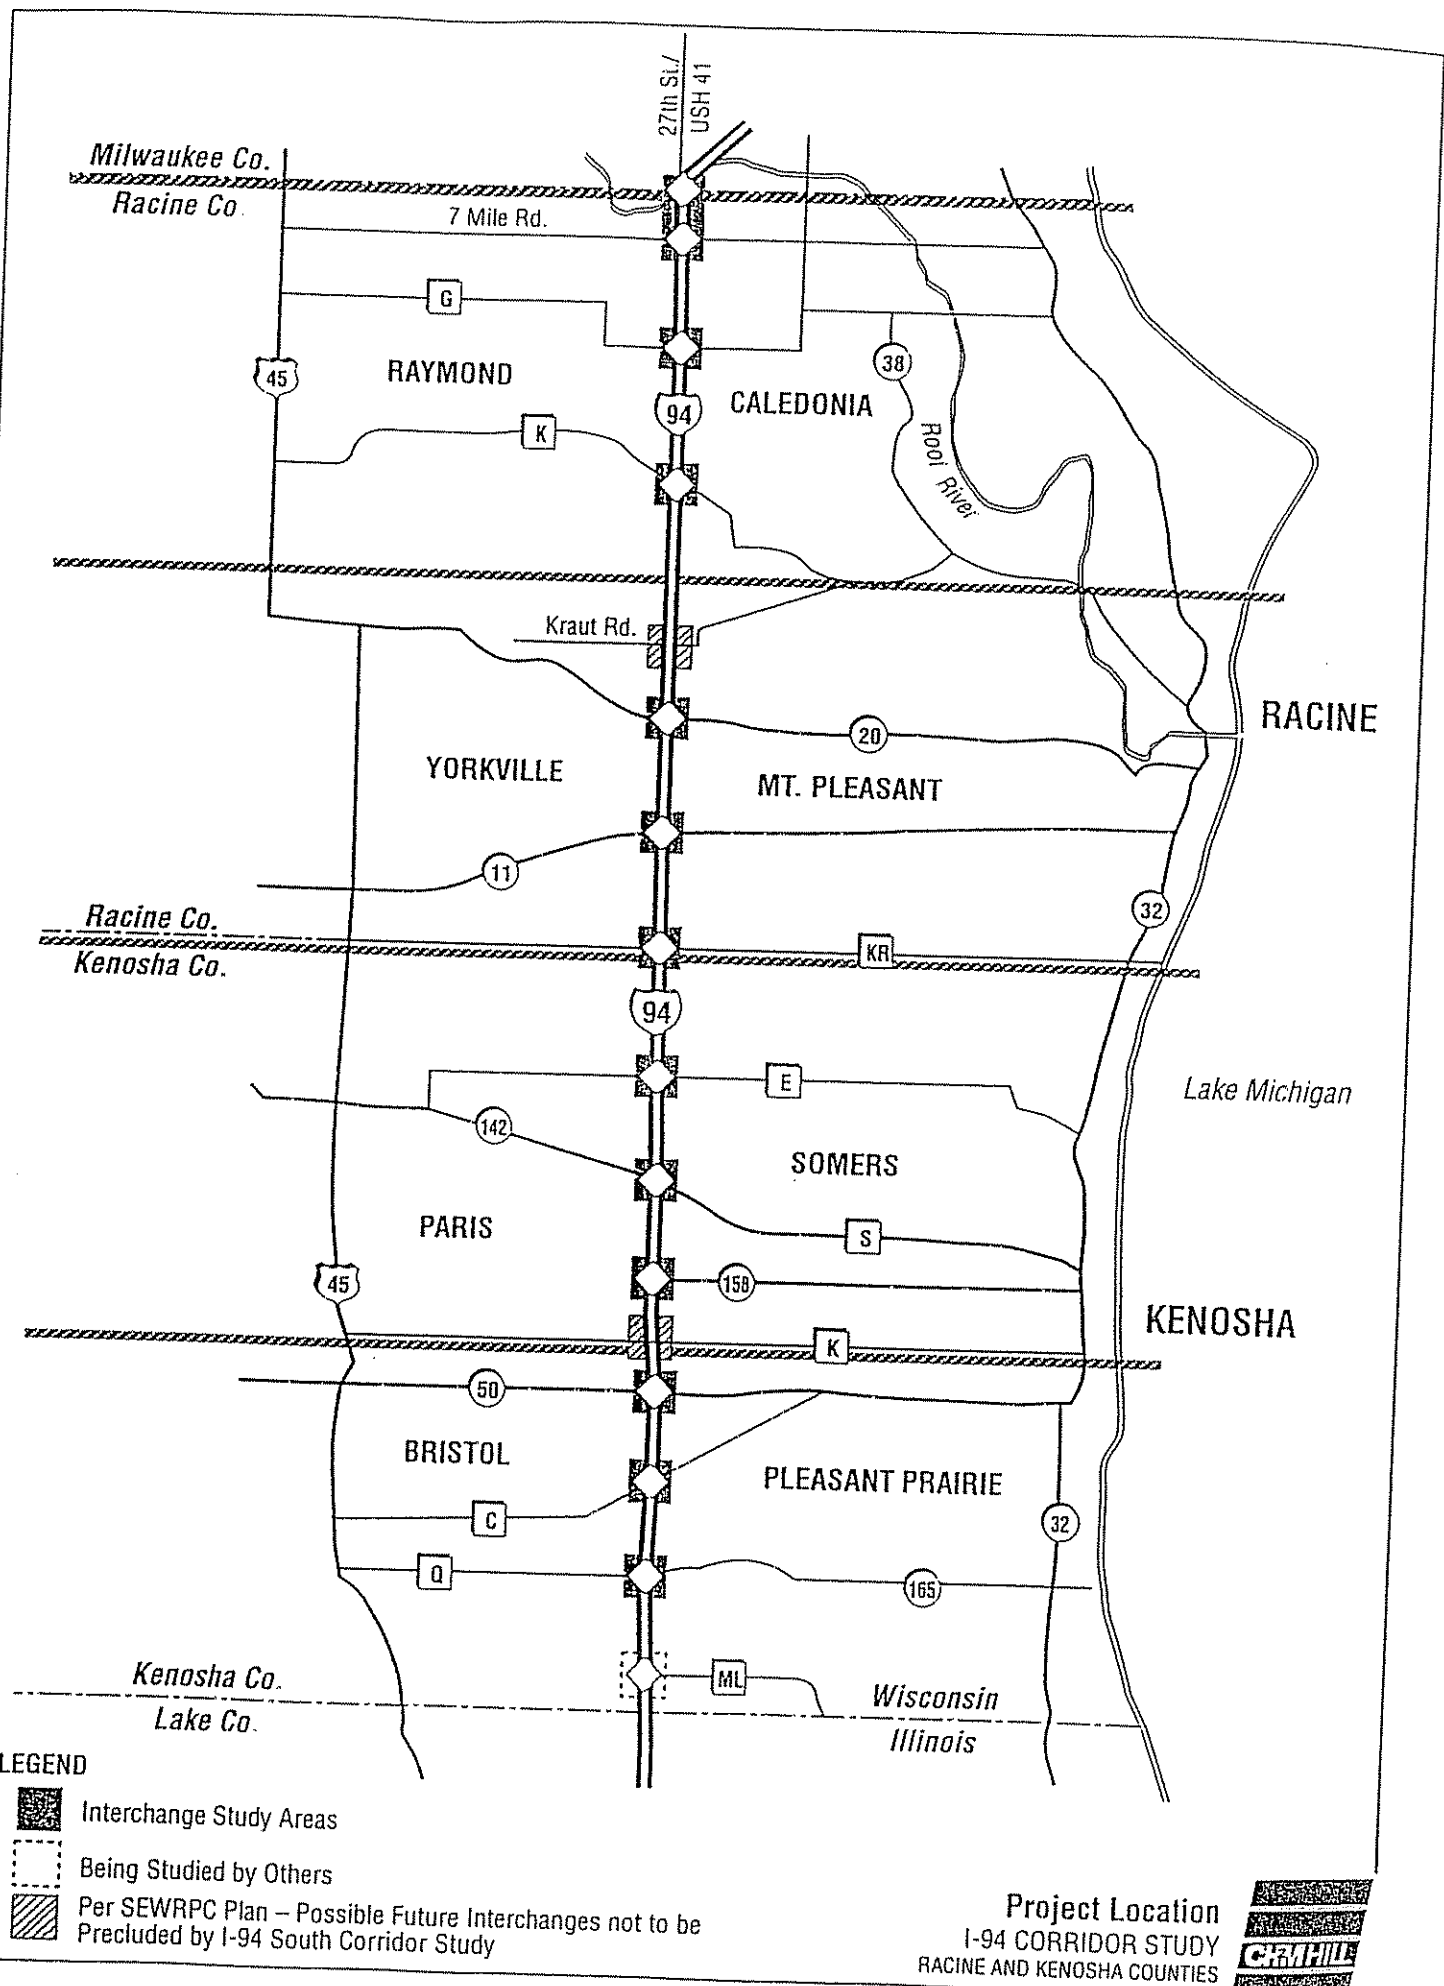 27th St./
USH 41
Milwaukee Co.
Racine Co.
7 Mile Rd.
G
45
RAYMOND
94
CALEDONIA
38
K
Root River
Kraut Rd.
RACINE
20
YORKVILLE
MT. PLEASANT
11
32
Racine Co.
Kenosha Co.
KR
94
E
Lake Michigan
142
SOMERS
PARIS
S
45
158
KENOSHA
K
50
BRISTOL
PLEASANT PRAIRIE
C
32
Q
165
Kenosha Co.
Lake Co.
ML
Wisconsin
Illinois
LEGEND
Interchange Study Areas
Being Studied by Others
Per SEWRPC Plan – Possible Future Interchanges not to be
Precluded by I-94 South Corridor Study
Project Location
I-94 CORRIDOR STUDY
RACINE AND KENOSHA COUNTIES
CH2M HILL